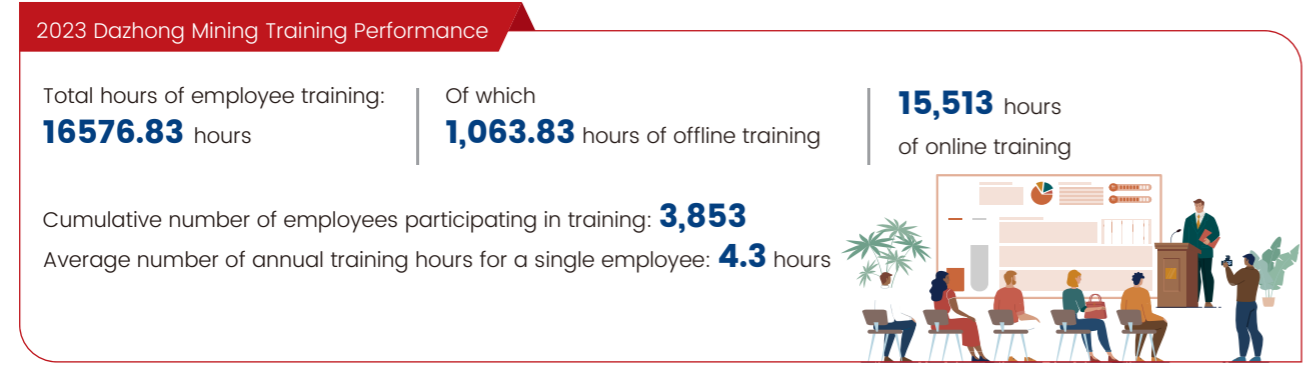 2023 Dazhong Mining Training Performance
Total hours of employee training:
16576.83 hours
Of which
1,063.83 hours of offline training
15,513 hours
of online training
Cumulative number of employees participating in training: 3,853
Average number of annual training hours for a single employee: 4.3 hours